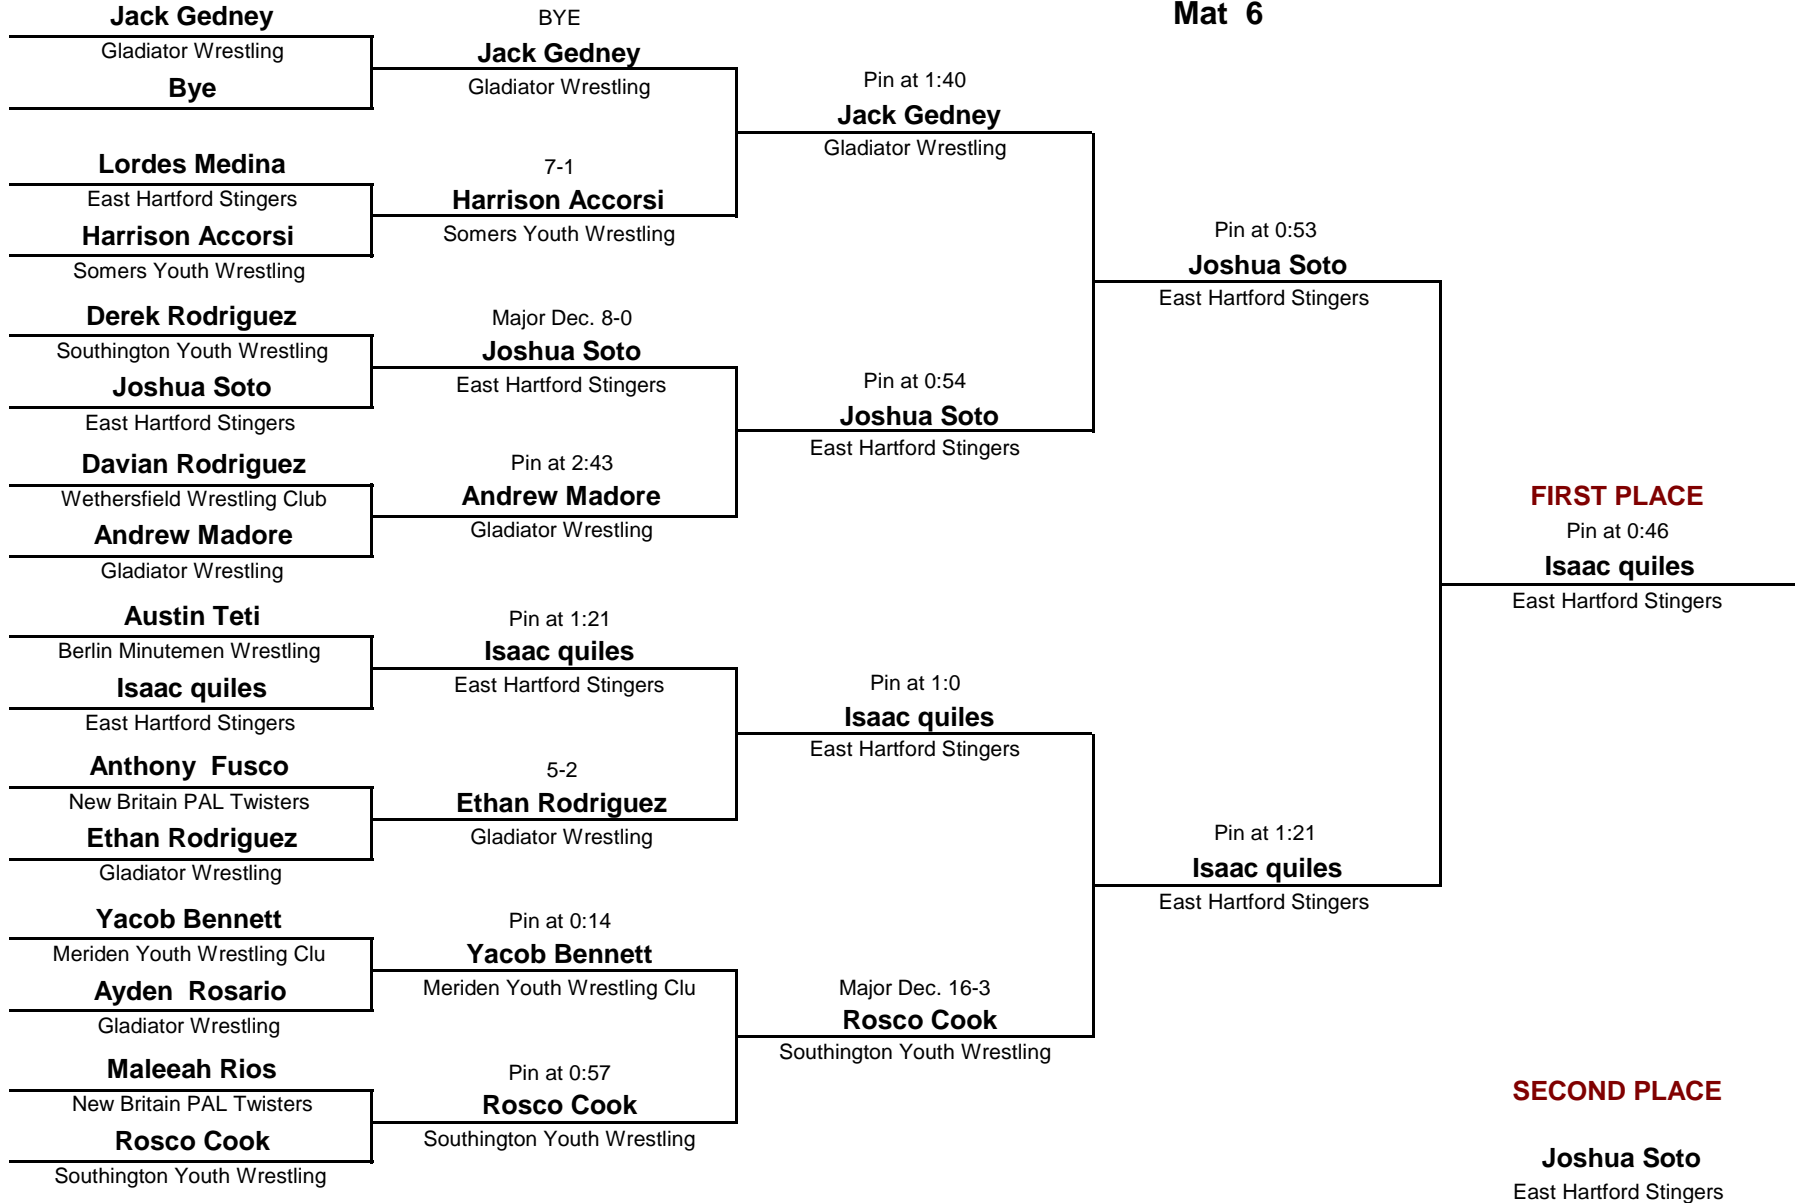 Mat  6
Jack Gedney
Gladiator Wrestling
Bye
Lordes Medina
East Hartford Stingers
Harrison Accorsi
Somers Youth Wrestling
Derek Rodriguez
Southington Youth Wrestling
Joshua Soto
East Hartford Stingers
Davian Rodriguez
Wethersfield Wrestling Club
Andrew Madore
Gladiator Wrestling
Austin Teti
Berlin Minutemen Wrestling
Isaac quiles
East Hartford Stingers
Anthony  Fusco
New Britain PAL Twisters
Ethan Rodriguez
Gladiator Wrestling
Yacob Bennett
Meriden Youth Wrestling Clu
Ayden  Rosario
Gladiator Wrestling
Maleeah Rios
New Britain PAL Twisters
Rosco Cook
Southington Youth Wrestling
BYE
Jack Gedney
Gladiator Wrestling
7-1
Harrison Accorsi
Somers Youth Wrestling
Major Dec. 8-0
Joshua Soto
East Hartford Stingers
Pin at 2:43
Andrew Madore
Gladiator Wrestling
Pin at 1:21
Isaac quiles
East Hartford Stingers
5-2
Ethan Rodriguez
Gladiator Wrestling
Pin at 0:14
Yacob Bennett
Meriden Youth Wrestling Clu
Pin at 0:57
Rosco Cook
Southington Youth Wrestling
Pin at 1:40
Jack Gedney
Gladiator Wrestling
Pin at 0:54
Joshua Soto
East Hartford Stingers
Pin at 1:0
Isaac quiles
East Hartford Stingers
Major Dec. 16-3
Rosco Cook
Southington Youth Wrestling
Pin at 0:53
Joshua Soto
East Hartford Stingers
Pin at 1:21
Isaac quiles
East Hartford Stingers
FIRST PLACE
Pin at 0:46
Isaac quiles
East Hartford Stingers
SECOND PLACE
Joshua Soto
East Hartford Stingers